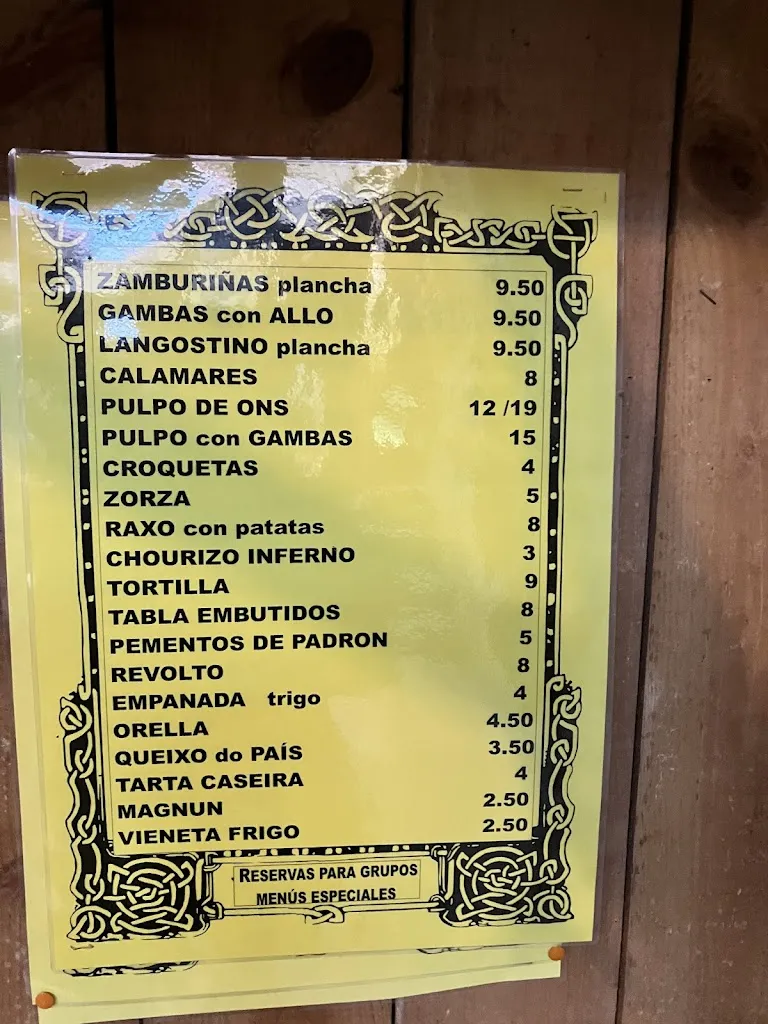 ZAMBURIÑAS plancha 9.50
GAMBAS con ALLO 9.50
LANGOSTINO plancha 9.50
CALAMARES 8
PULPO DE ONS 12 /19
PULPO con GAMBAS 15
CROQUETAS 4
ZORZA 5
RAXO con patatas 8
CHOURIZO INFERNO 3
TORTILLA 9
TABLA EMBUTIDOS 8
PEMENTOS DE PADRON 5
REVOLTO 8
EMPANADA trigo 4
ORELLA 4.50
QUEIXO do PAÍS 3.50
TARTA CASEIRA 4
MAGNUN 2.50
VIENETA FRIGO 2.50
RESERVAS PARA GRUPOS
MENÚS ESPECIALES